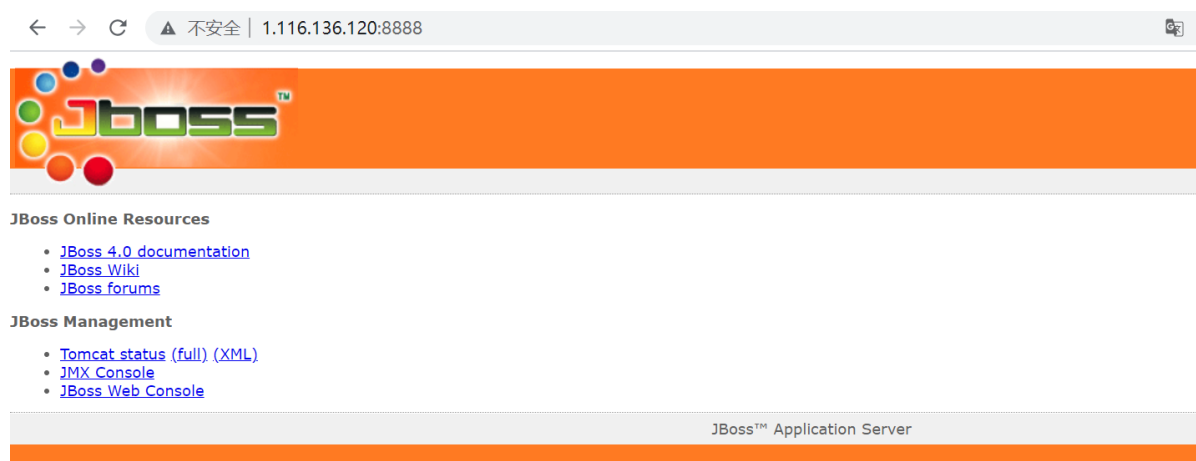 不安全 | 1.116.136.120:8888
Jboss TM
JBoss Online Resources
JBoss 4.0 documentation
JBoss Wiki
JBoss forums
JBoss Management
Tomcat status (full) (XML)
JMX Console
JBoss Web Console
JBoss™ Application Server